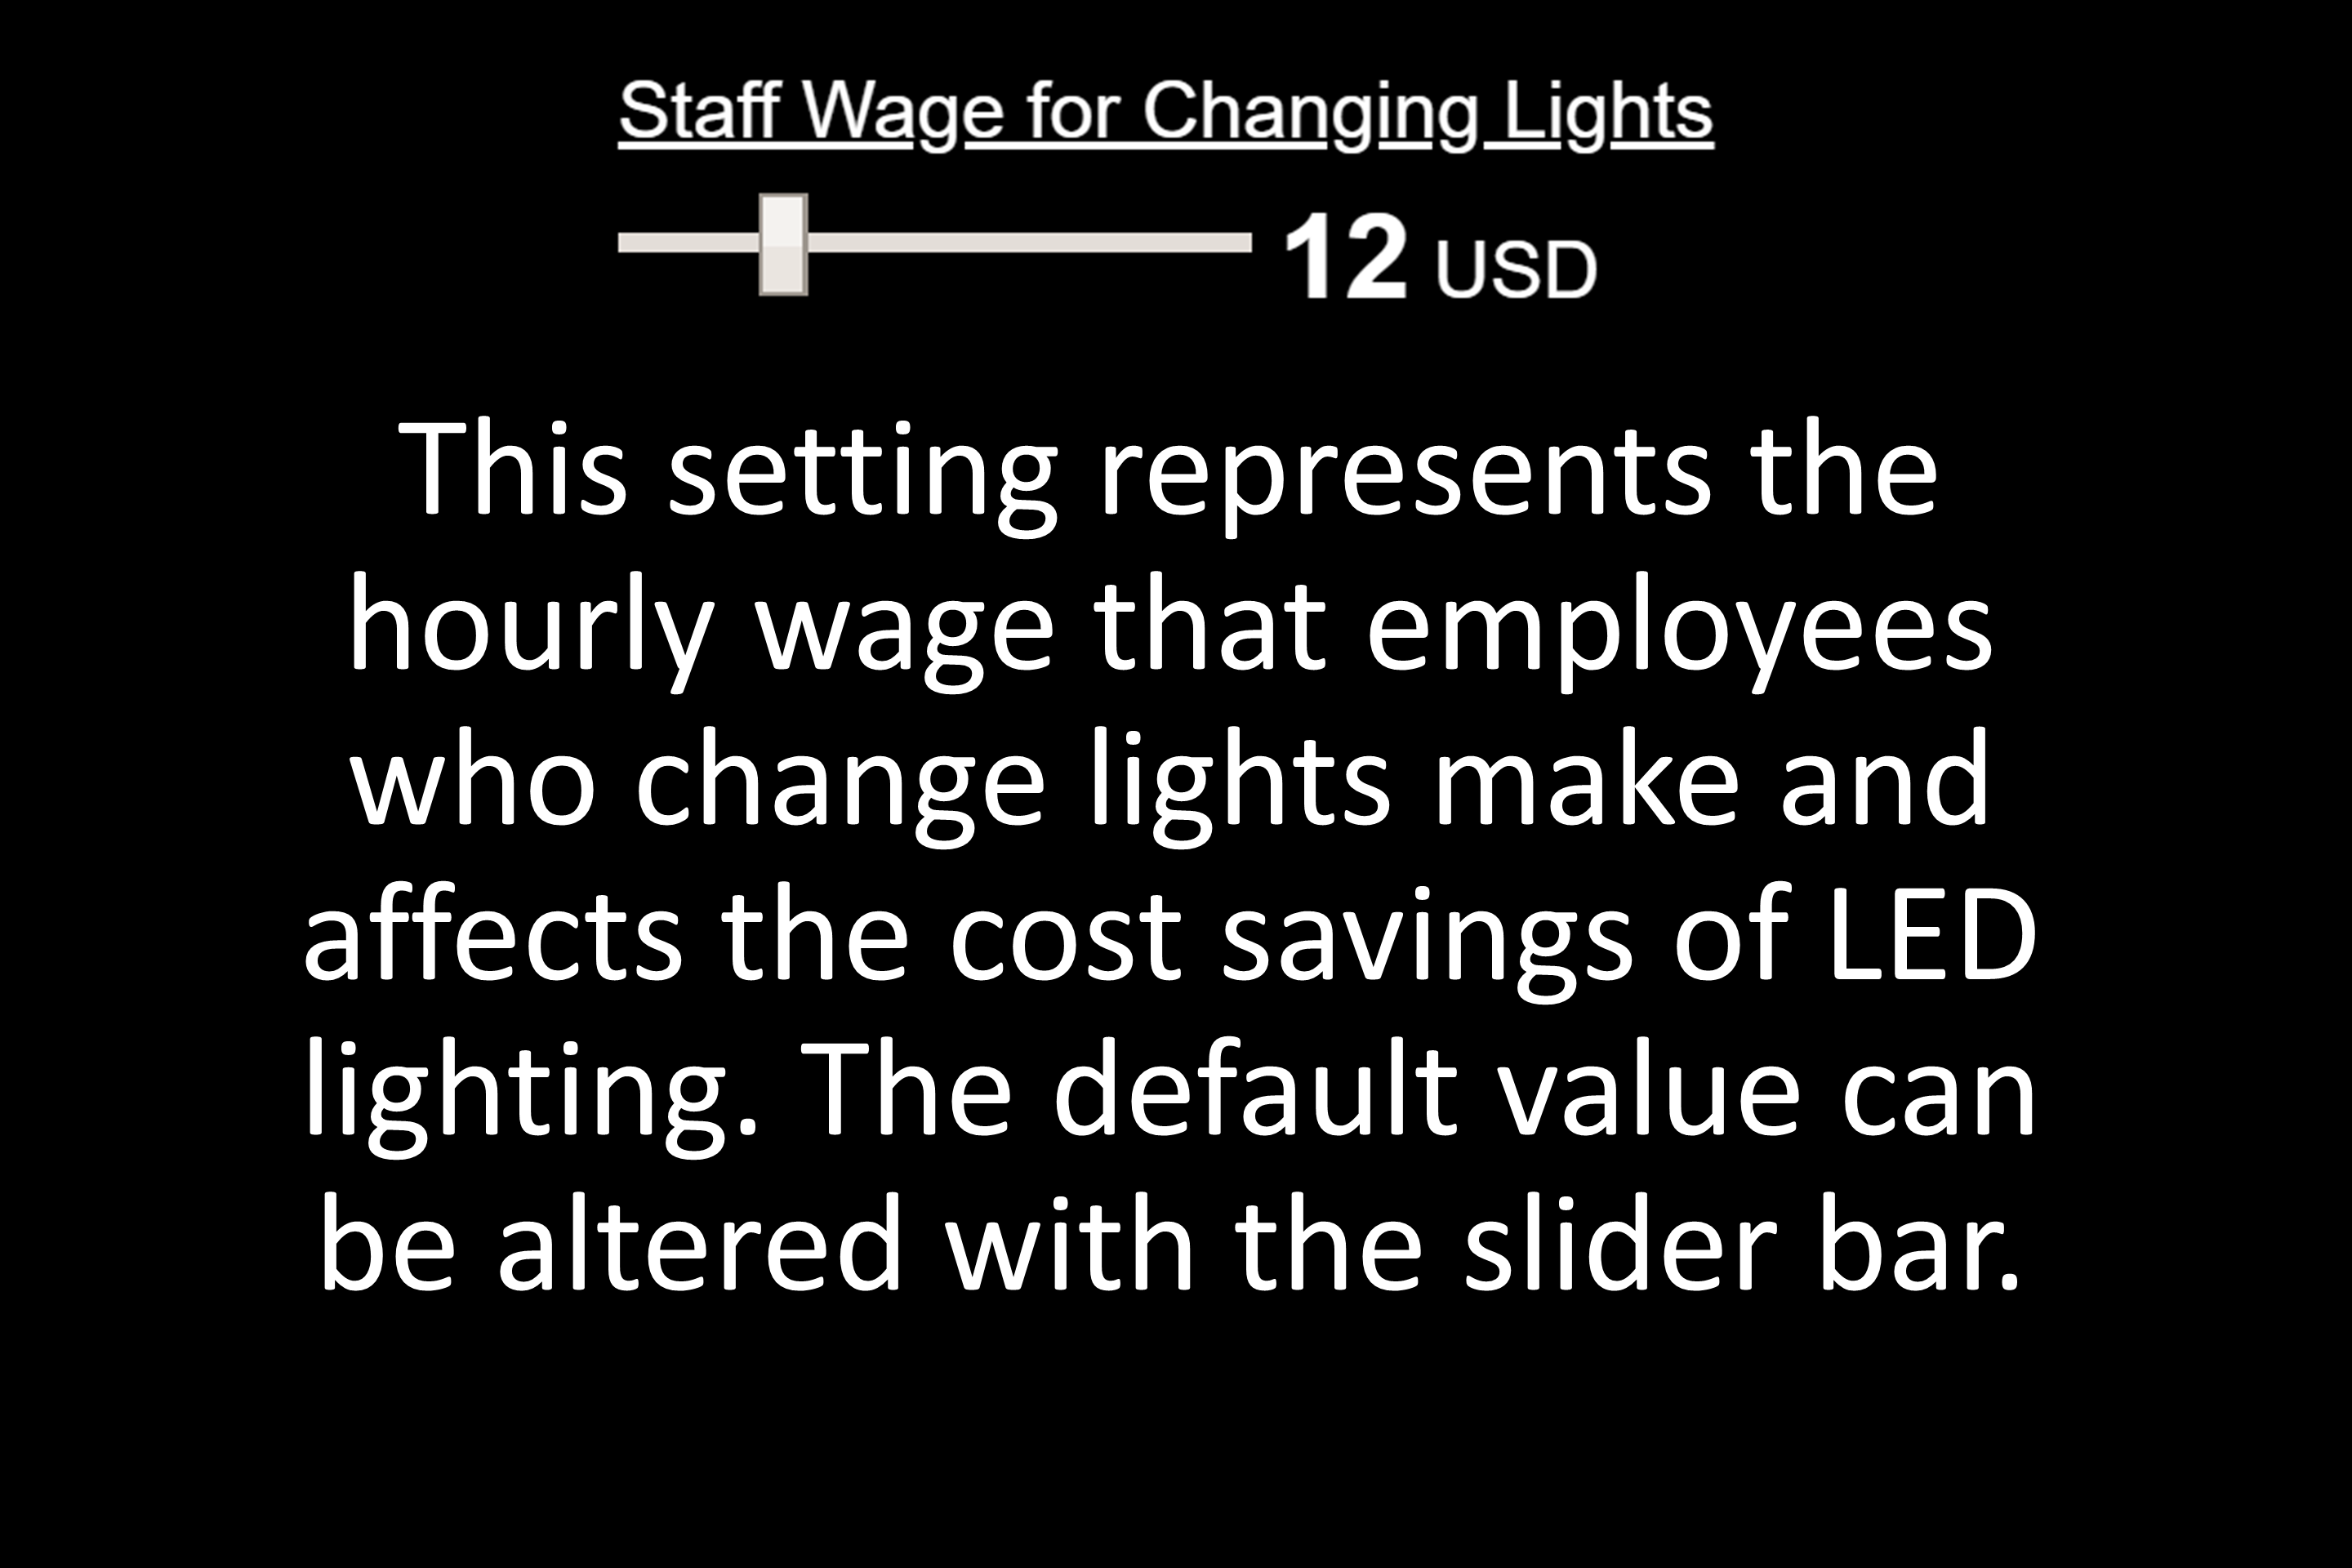 Staff Wage for Changing Lights
12 USD
This setting represents the
hourly wage that employees
who change lights make and
affects the cost savings of LED
lighting. The default value can
be altered with the slider bar.